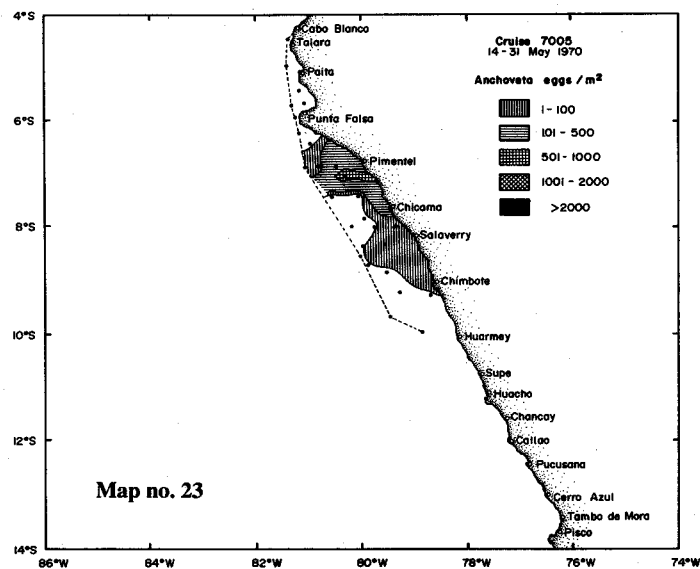 4°S
6°S
8°S
10°S
12°S
14°S
86°W
84°W
82°W
80°W
78°W
76°W
74°W
Cruise 7005
14-31 May 1970
Anchoveta eggs/m²
1-100
101-500
501-1000
1001-2000
>2000
Cabo Blanco
Talara
Paita
Punta Falsa
Pimentel
Chicama
Salaverry
Chimbote
Huarmey
Supe
Huacho
Chancay
Callao
Pucusana
Cerro Azul
Tambo de Mora
Pisco
Map no. 23